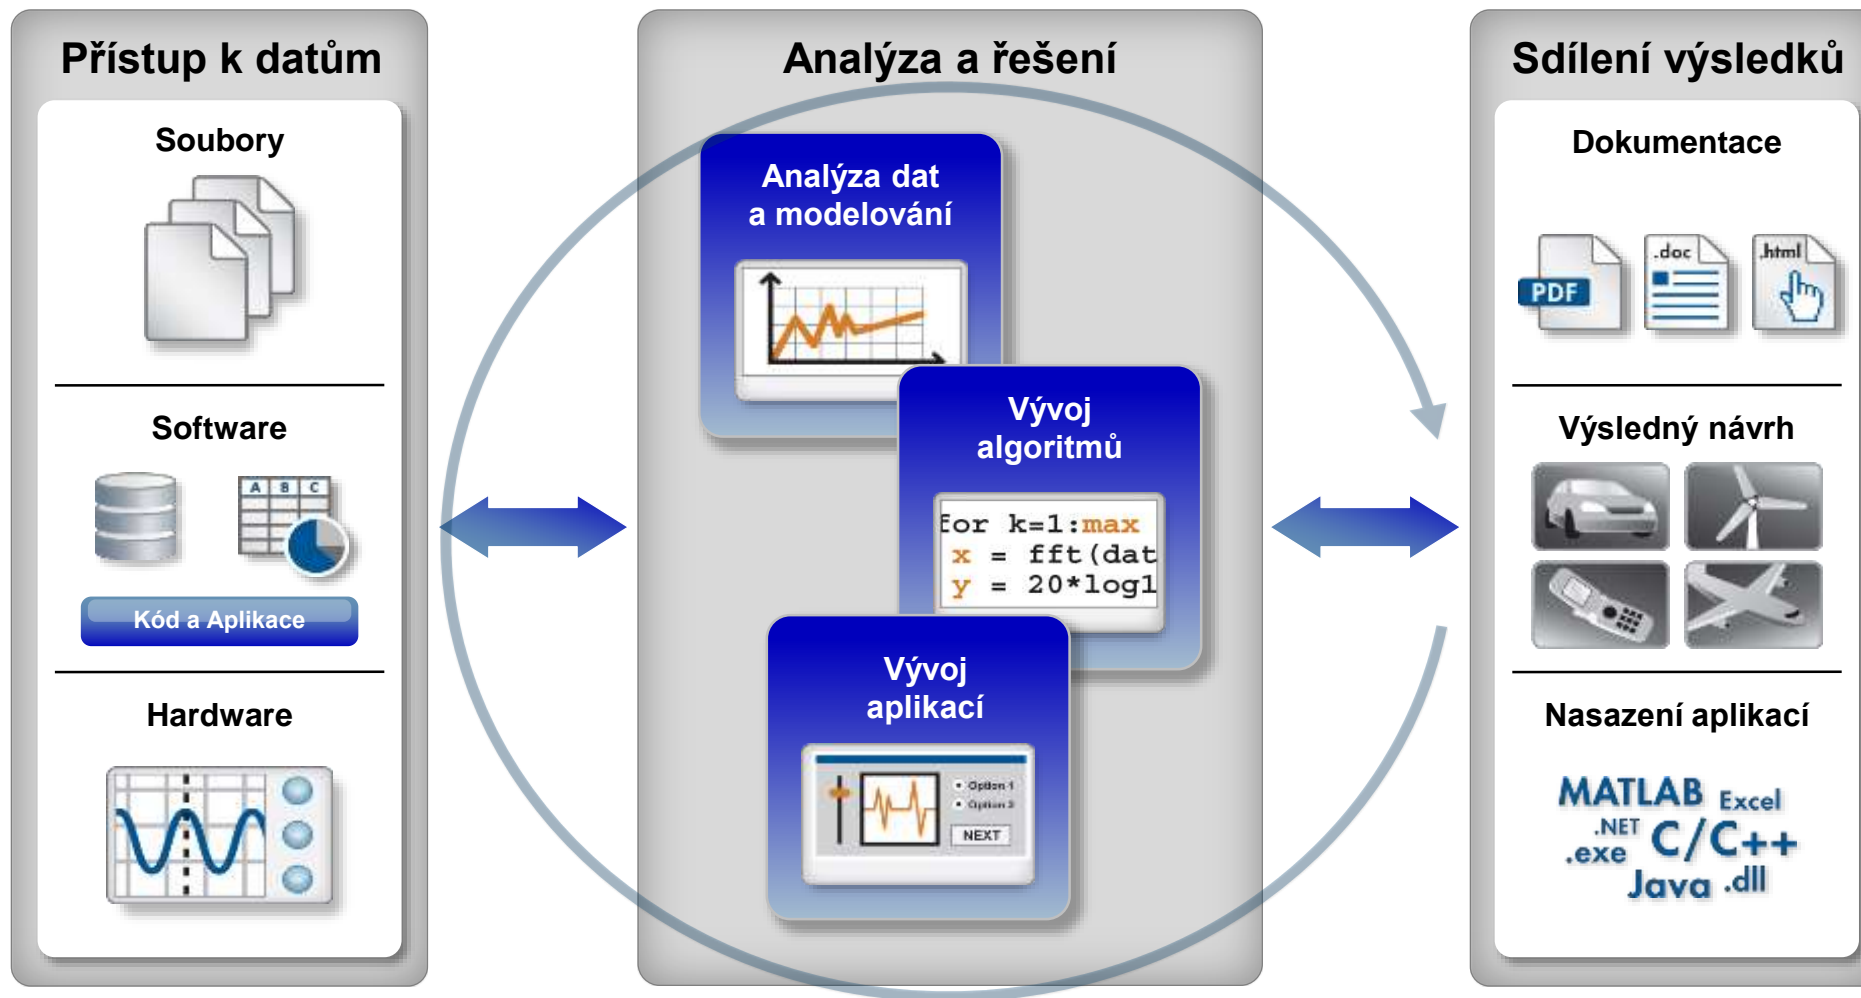 Přístup k datům
Soubory
Software
A B C
Kód a Aplikace
Hardware
Analýza a řešení
Analýza dat
a modelování
Vývoj
algoritmů
for k=1:max
x = fft(dat
y = 20*log1
Vývoj
aplikací
Option 1
Option 2
NEXT
Sdílení výsledků
Dokumentace
PDF
.doc
.html
Výsledný návrh
Nasazení aplikací
MATLAB Excel
.NET C/C++
.exe
Java .dll